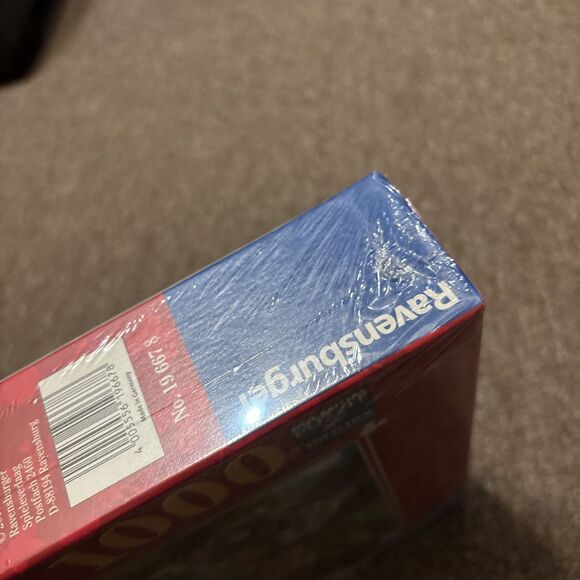 Ravensburger
No. 19 667 8
4 005556 196678
Made in Germany
Ravensburger
Spieleverlag
Postfach 2460
D-88194 Ravensburg
1000